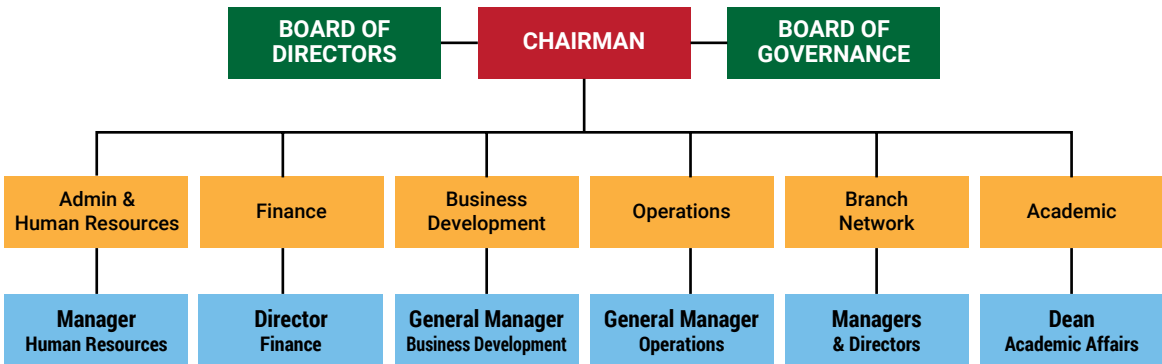 BOARD OF
DIRECTORS
CHAIRMAN
BOARD OF
GOVERNANCE
Admin &
Human Resources
Finance
Business
Development
Operations
Branch
Network
Academic
Manager
Human Resources
Director
Finance
General Manager
Business Development
General Manager
Operations
Managers
& Directors
Dean
Academic Affairs